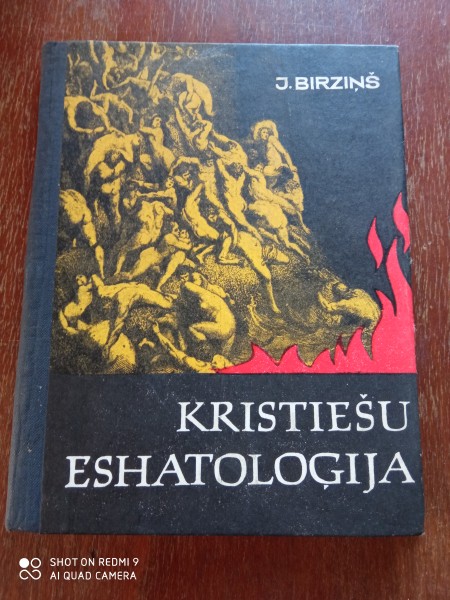 J. BIRZIŅŠ
KRISTIEŠU
ESHATOLOĢIJA
SHOT ON REDMI 9
AI QUAD CAMERA